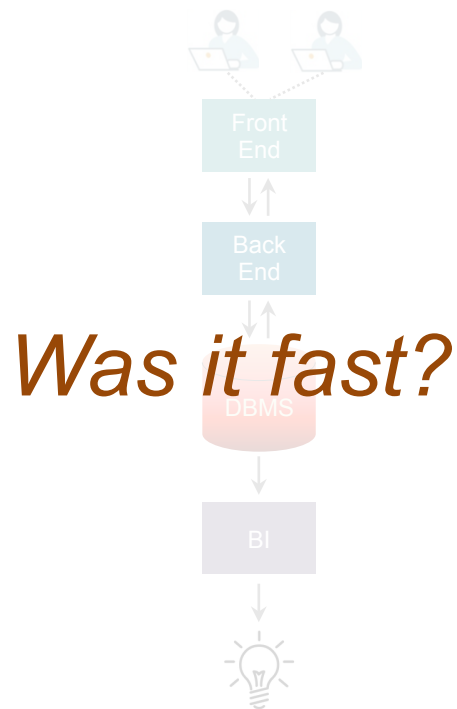 Front
End
Back
End
Was it fast?
DBMS
BI